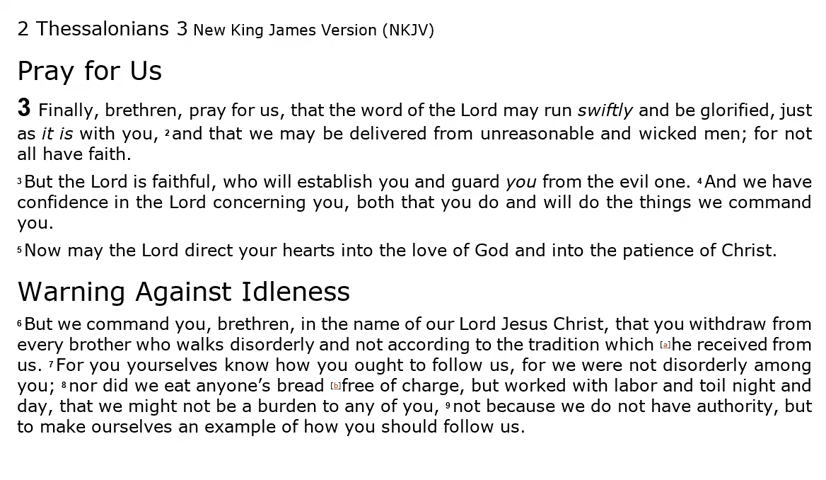 2 Thessalonians 3 New King James Version (NKJV)
Pray for Us
3 Finally, brethren, pray for us, that the word of the Lord may run swiftly and be glorified, just
as it is with you, 2 and that we may be delivered from unreasonable and wicked men; for not
all have faith.
3 But the Lord is faithful, who will establish you and guard you from the evil one. 4 And we have
confidence in the Lord concerning you, both that you do and will do the things we command
you.
5 Now may the Lord direct your hearts into the love of God and into the patience of Christ.
Warning Against Idleness
6 But we command you, brethren, in the name of our Lord Jesus Christ, that you withdraw from
every brother who walks disorderly and not according to the tradition which [a]he received from
us. 7 For you yourselves know how you ought to follow us, for we were not disorderly among
you; 8 nor did we eat anyone’s bread [b]free of charge, but worked with labor and toil night and
day, that we might not be a burden to any of you, 9 not because we do not have authority, but
to make ourselves an example of how you should follow us.